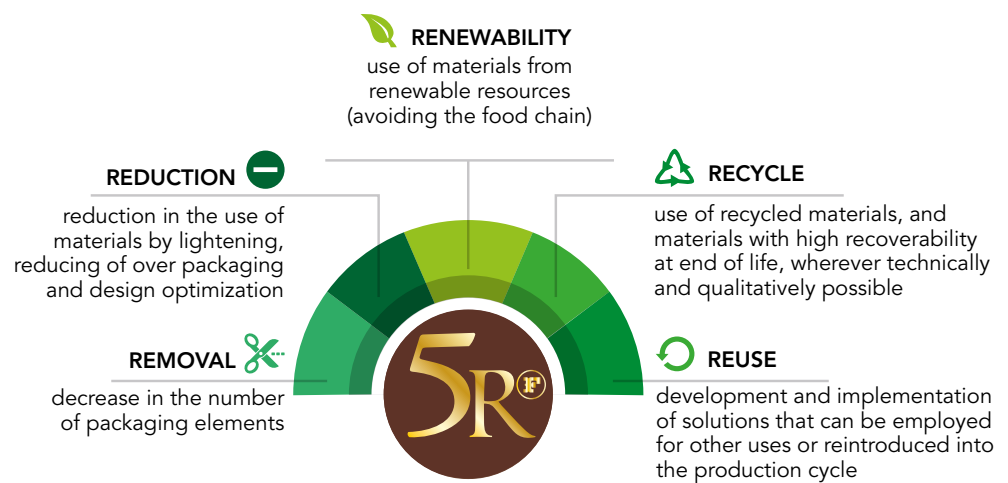 RENEWABILITY
use of materials from
renewable resources
(avoiding the food chain)
REDUCTION
reduction in the use of
materials by lightening,
reducing of over packaging
and design optimization
RECYCLE
use of recycled materials, and
materials with high recoverability
at end of life, wherever technically
and qualitatively possible
REMOVAL
decrease in the number
of packaging elements
5R F
REUSE
development and implementation
of solutions that can be employed
for other uses or reintroduced into
the production cycle